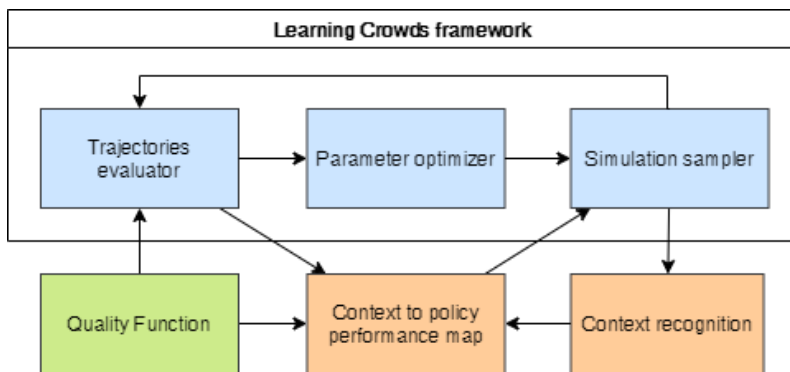 Learning Crowds framework
Trajectories
evaluator
Parameter optimizer
Simulation sampler
Quality Function
Context to policy
performance map
Context recognition